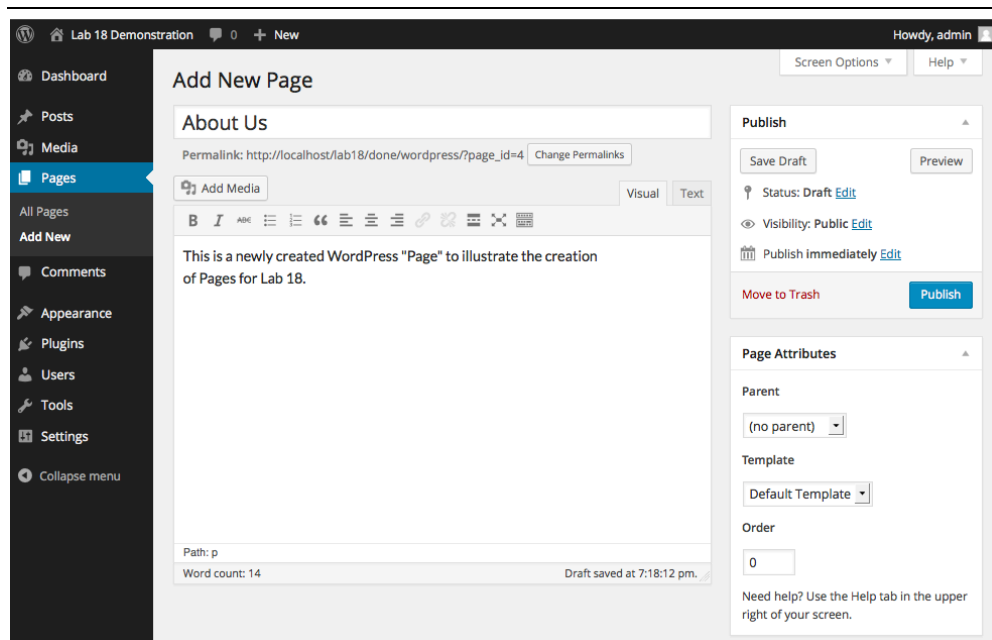 Lab 18 Demonstration 0 + New Howdy, admin
Screen Options Help
Dashboard
Posts
Media
Pages
All Pages
Add New
Comments
Appearance
Plugins
Users
Tools
Settings
Collapse menu
Add New Page
About Us
Permalink: http://localhost/lab18/done/wordpress/?page_id=4 Change Permalinks
Add Media
Visual Text
B I ABC
This is a newly created WordPress "Page" to illustrate the creation
of Pages for Lab 18.
Path: p
Word count: 14 Draft saved at 7:18:12 pm.
Publish
Save Draft Preview
Status: Draft Edit
Visibility: Public Edit
Publish immediately Edit
Move to Trash Publish
Page Attributes
Parent
(no parent)
Template
Default Template
Order
0
Need help? Use the Help tab in the upper
right of your screen.